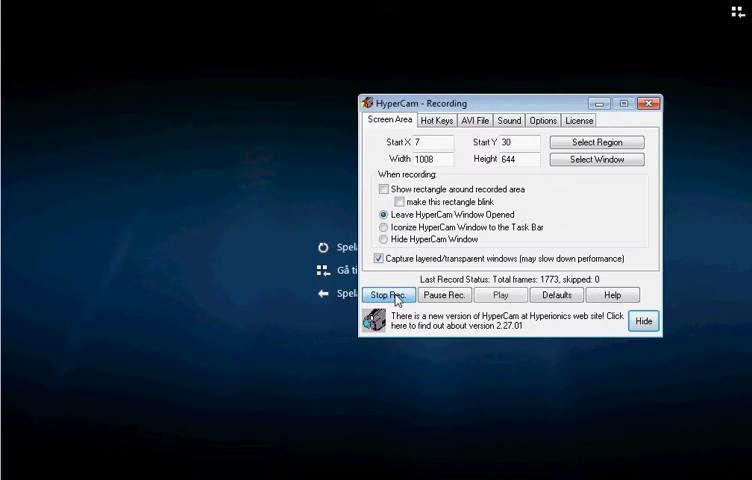 HyperCam - Recording
Screen Area Hot Keys AVI File Sound Options License
Start X 7 Start Y 30 Select Region
Width 1008 Height 644 Select Window
When recording:
Show rectangle around recorded area
make this rectangle blink
Leave HyperCam Window Opened
Iconize HyperCam Window to the Task Bar
Hide HyperCam Window
Capture layered/transparent windows (may slow down performance)
Last Record Status: Total frames: 1773, skipped: 0
Stop Rec. Pause Rec. Play Defaults Help
There is a new version of HyperCam at Hyperionics web site! Click
here to find out about version 2.27.01
Hide
Spela
Gå ti
Spela